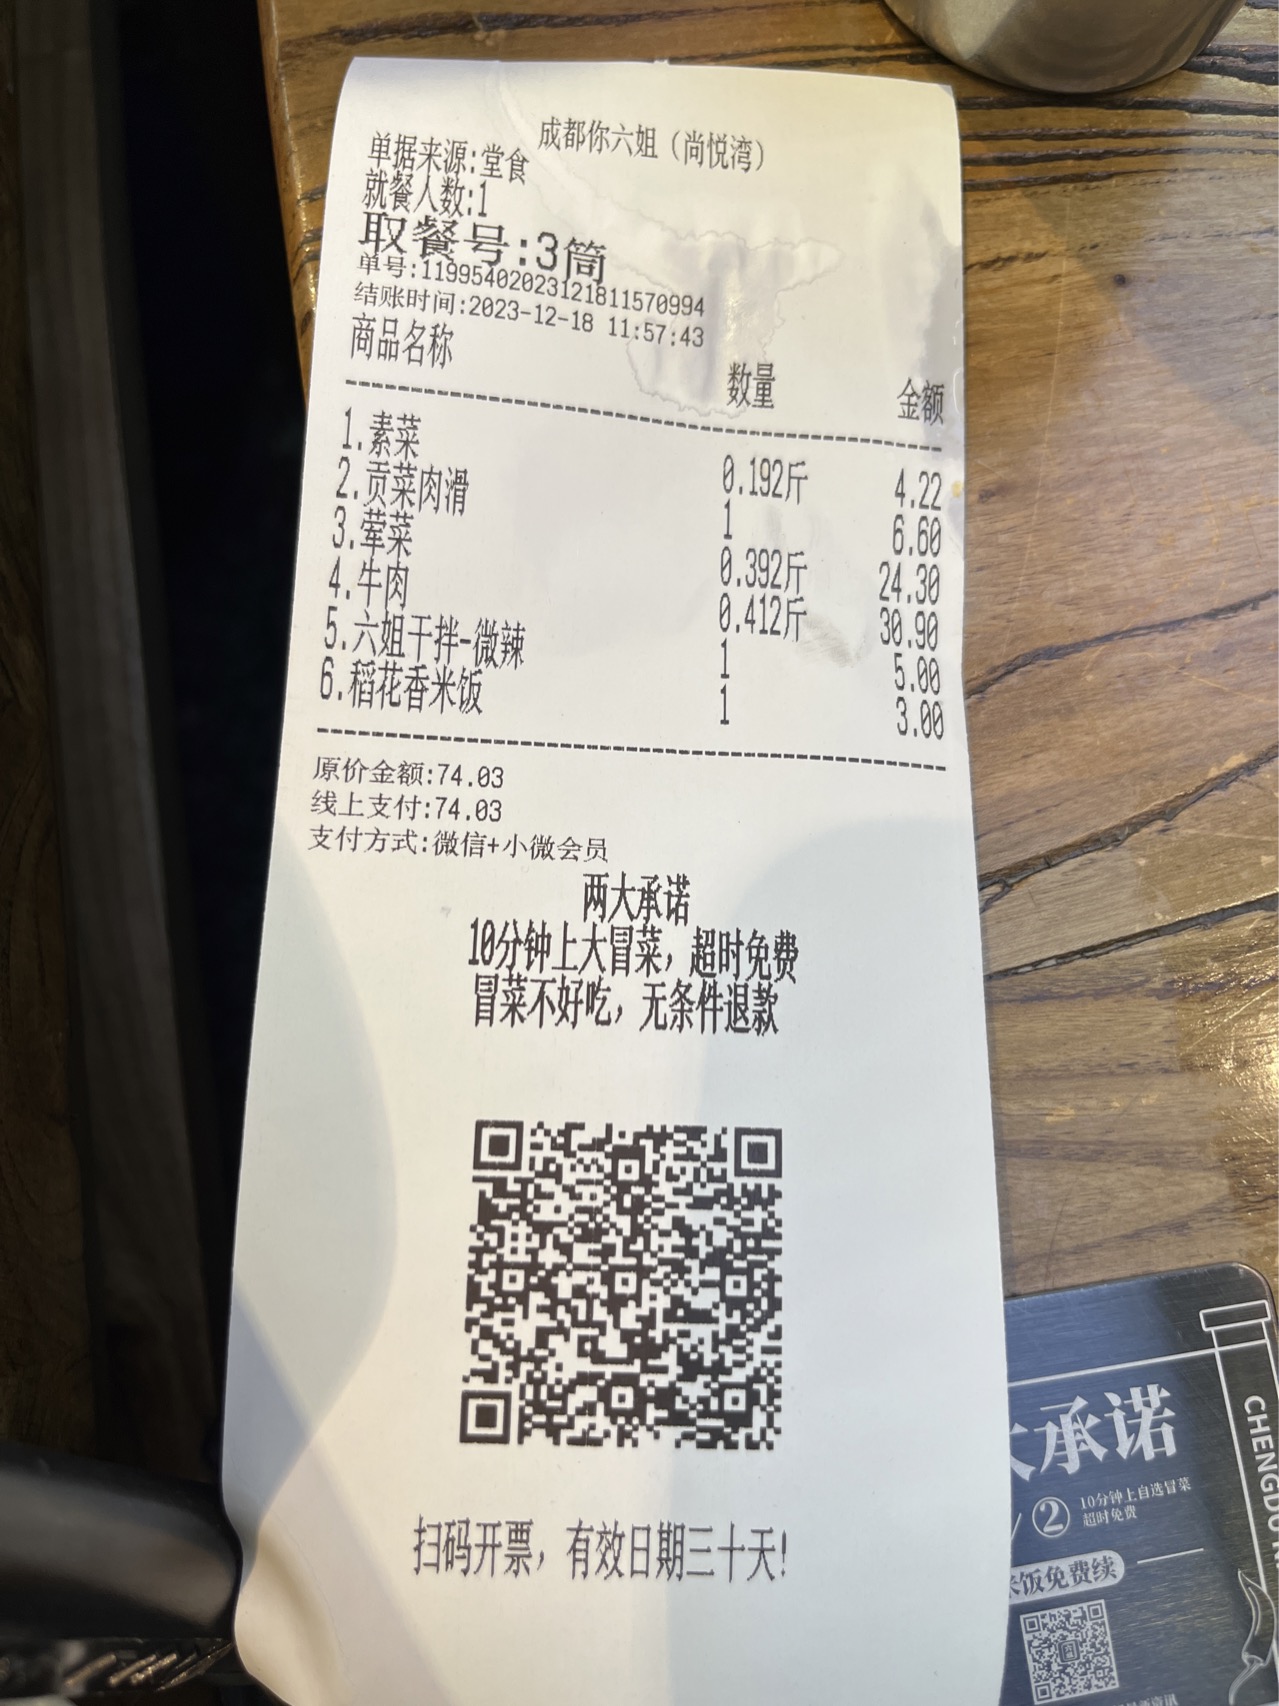 成都你六姐（尚悦湾）
单据来源:堂食
就餐人数:1
取餐号:3筒
单号:11995402023121811570994
结账时间:2023-12-18 11:57:43
商品名称 数量 金额
1.素菜 0.192斤 4.22
2.贡菜肉滑 1 6.60
3.荤菜 0.392斤 24.30
4.牛肉 0.412斤 30.90
5.六姐干拌-微辣 1 5.00
6.稻花香米饭 1 3.00
原价金额:74.03
线上支付:74.03
支付方式:微信+小微会员
两大承诺
10分钟上大冒菜，超时免费
冒菜不好吃，无条件退款
扫码开票，有效日期三十天!
大承诺
② 10分钟上自选冒菜
超时免费
米饭免费续
CHENGDU